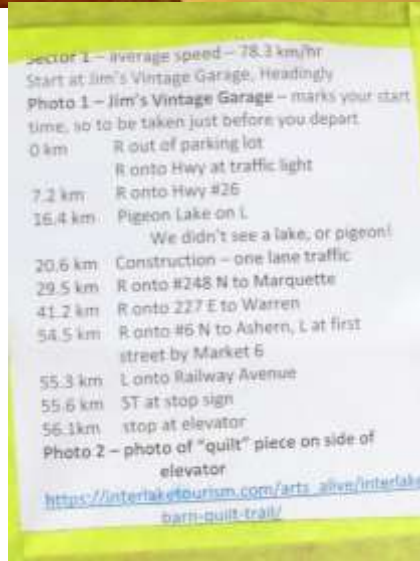 Sector 1 – average speed – 78.3 km/hr
Start at Jim's Vintage Garage, Headingly
Photo 1 – Jim's Vintage Garage – marks your start
time, so to be taken just before you depart
0 km R out of parking lot
R onto Hwy at traffic light
7.2 km R onto Hwy #26
16.4 km Pigeon Lake on L
We didn't see a lake, or pigeon!
20.6 km Construction – one lane traffic
29.5 km R onto #248 N to Marquette
41.2 km R onto 227 E to Warren
54.5 km R onto #6 N to Ashern, L at first
street by Market 6
55.3 km L onto Railway Avenue
55.6 km ST at stop sign
56.1km stop at elevator
Photo 2 – photo of "quilt" piece on side of
elevator
https://interlaketourism.com/arts_alive/interlake
barn-quilt-trail/